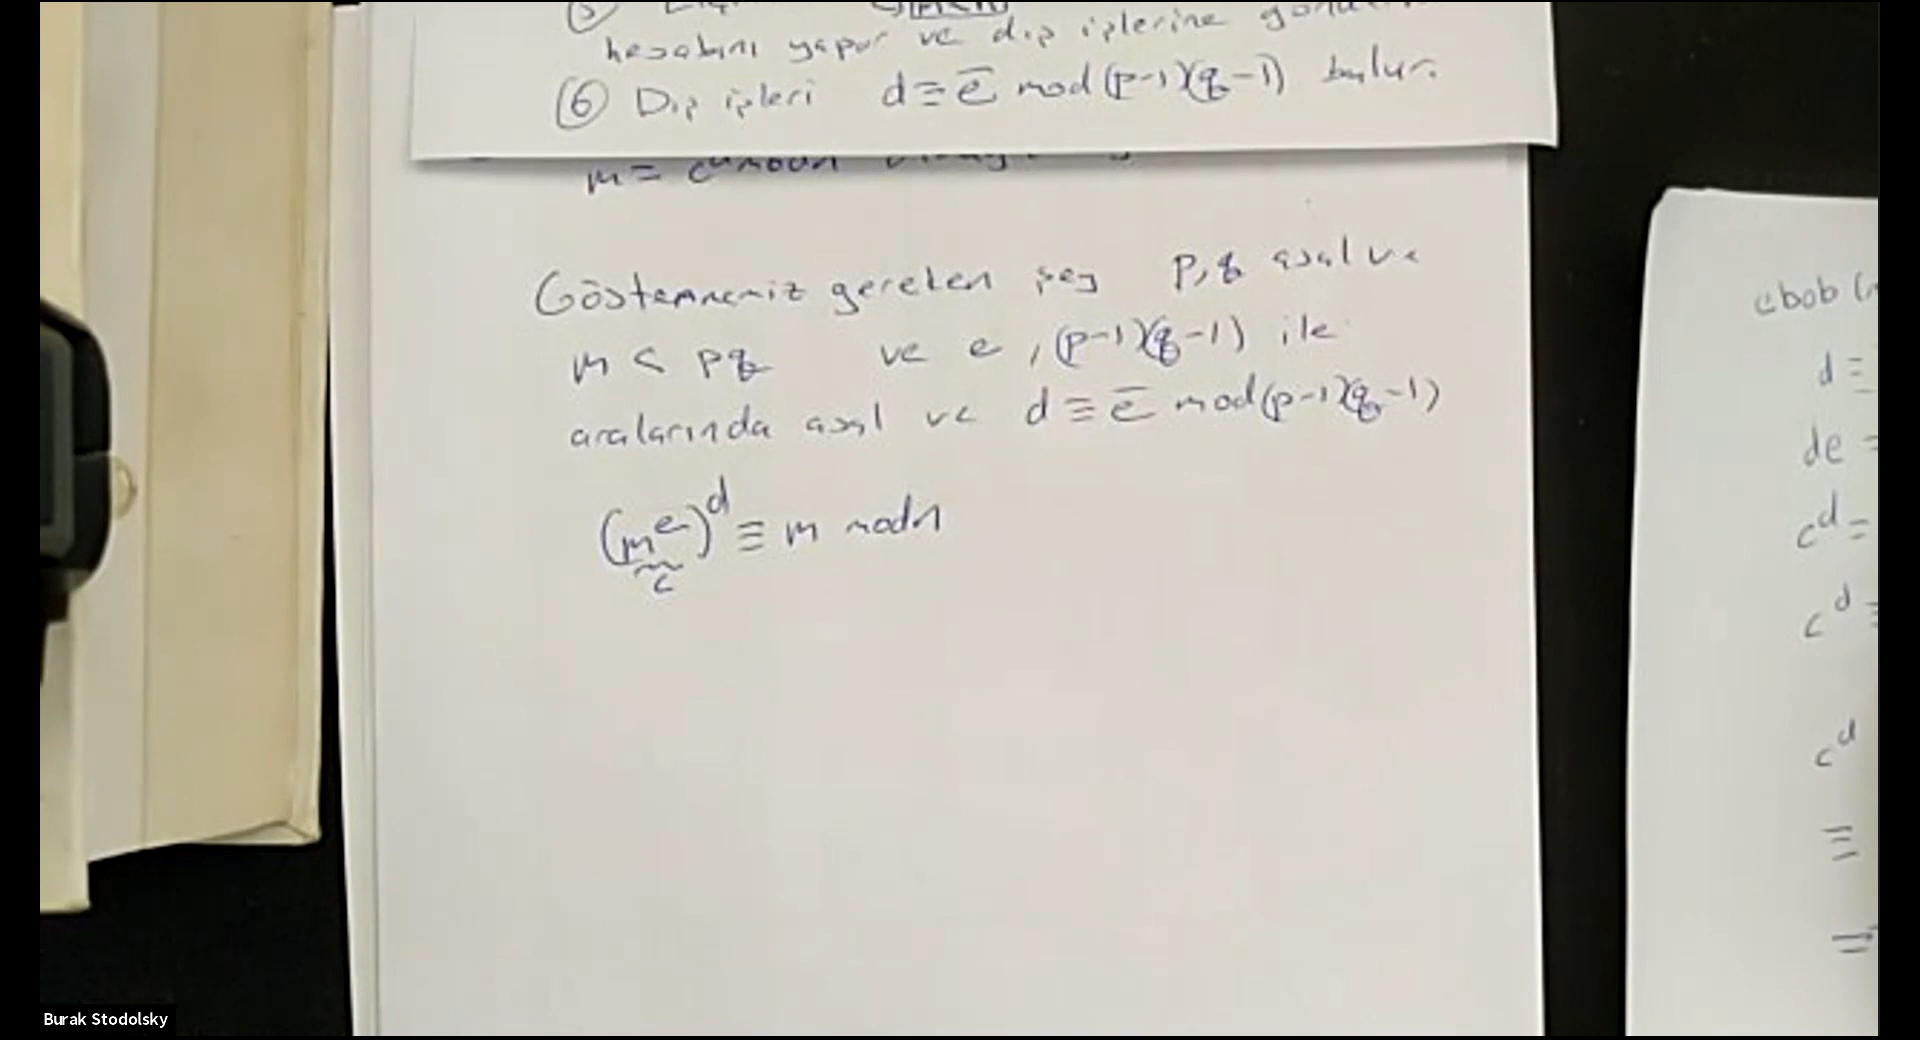 hesabını yapar ve dış işlerine
⑥ Dış işleri d ≡ e̅ mod (p-1)(q-1) bulur.
m =
Göstermemiz gereken şey p,q asal ve
m < pq ve e, (p-1)(q-1) ile
aralarında asal ve d ≡ e̅ mod(p-1)(q-1)
(m^e)^d ≡ m mod n
c
ebob (
d =
de =
c^d =
c^d =
c^d
≡
=
Burak Stodolsky